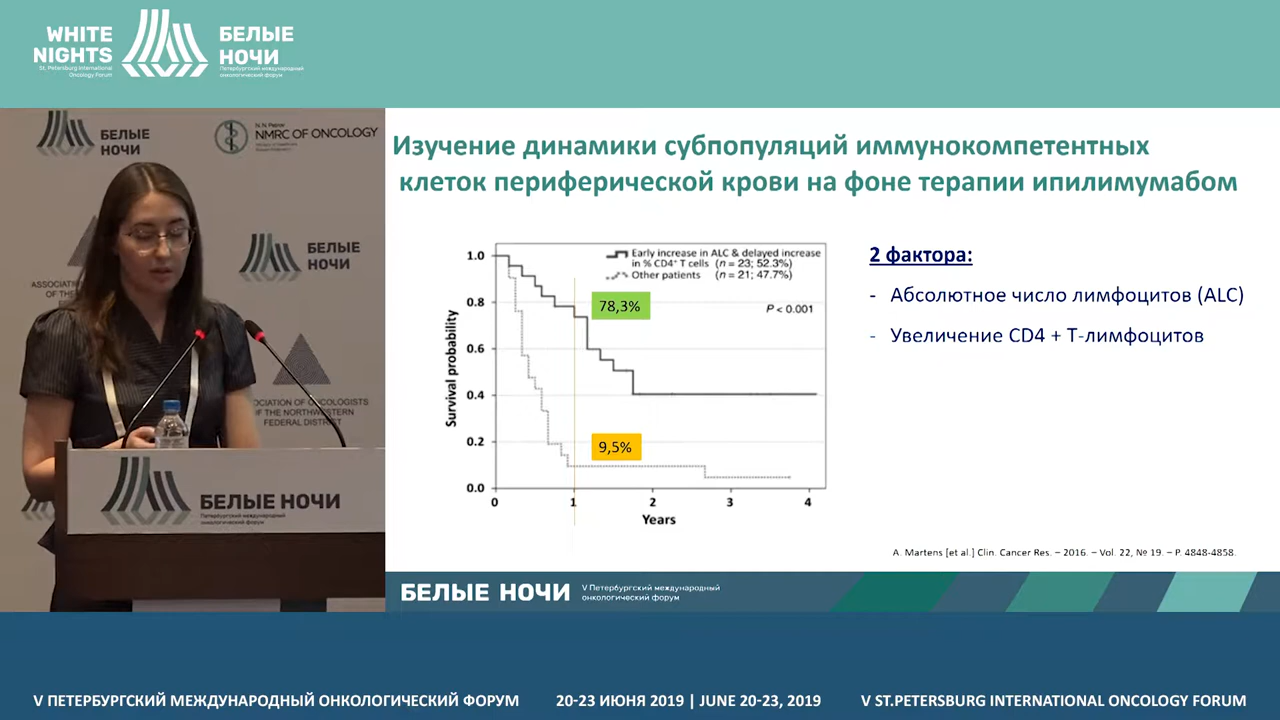 WHITE
NIGHTS
St. Petersburg International
Oncology Forum
БЕЛЫЕ
НОЧИ
Петербургский международный
онкологический форум
БЕЛЫЕ
НОЧИ
N.N. Petrov
NMRC OF ONCOLOGY
БЕЛЫЕ
НОЧИ
ASSOCIATION
OF THE
FEDERAL
ASSOCIATION OF ONCOLOGISTS
OF THE NORTHWESTERN
FEDERAL DISTRICT
БЕЛЫЕ НОЧИ
Петербургский международный
онкологический форум
Изучение динамики субпопуляций иммунокомпетентных
клеток периферической крови на фоне терапии ипилимумабом
Early increase in ALC & delayed increase
in % CD4+ T cells (n = 23; 52.3%)
Other patients (n = 21; 47.7%)
P < 0.001
78,3%
9,5%
Survival probability
1.0
0.8
0.6
0.4
0.2
0.0
0 1 2 3 4
Years
2 фактора:
- Абсолютное число лимфоцитов (ALC)
- Увеличение CD4 + Т-лимфоцитов
A. Martens [et al.] Clin. Cancer Res. – 2016. – Vol. 22, № 19. – P. 4848-4858.
БЕЛЫЕ НОЧИ
V Петербургский международный
онкологический форум
V ПЕТЕРБУРГСКИЙ МЕЖДУНАРОДНЫЙ ОНКОЛОГИЧЕСКИЙ ФОРУМ 20-23 ИЮНЯ 2019 | JUNE 20-23, 2019 V ST.PETERSBURG INTERNATIONAL ONCOLOGY FORUM